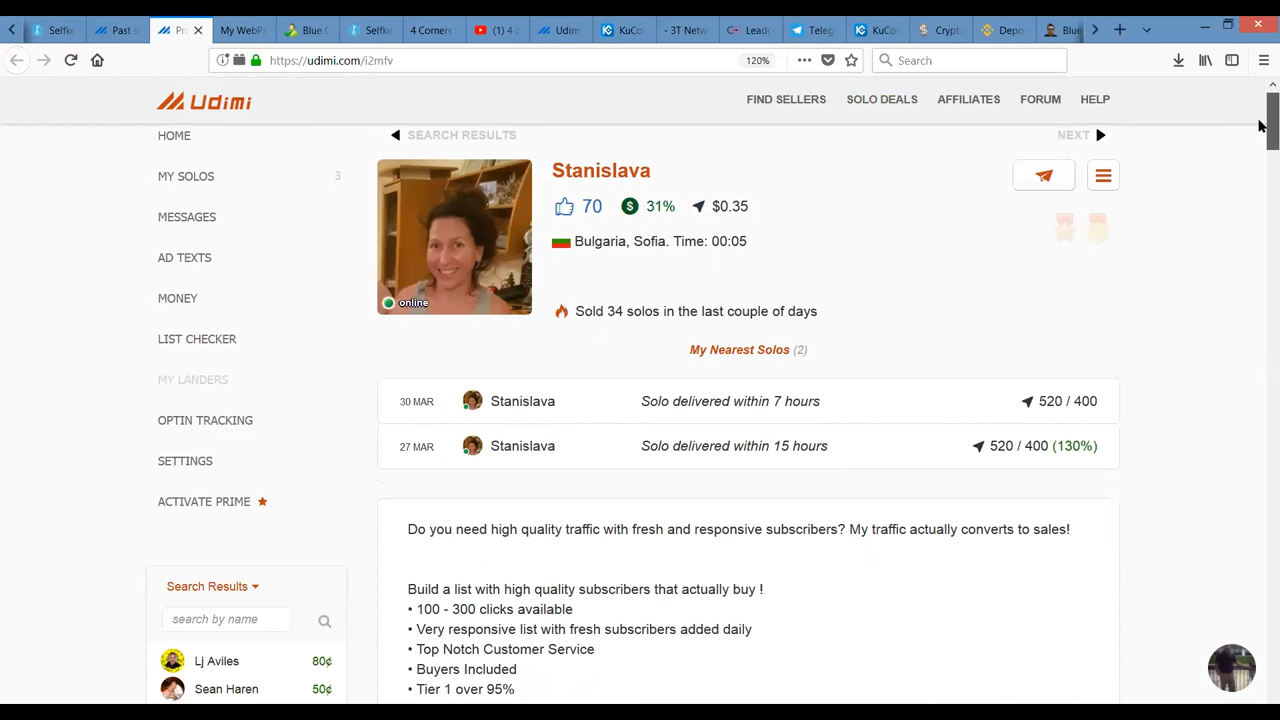 Selfke
Past s
Pro
My WebPa
Blue C
Selfke
4 Corners
(1) 4 c
Udim
KuCo
- 3T Netw
Leade
Teleg
KuCo
Crypt
Depo
Blue
https://udimi.com/i2mfv
120%
Search
Udimi
FIND SELLERS
SOLO DEALS
AFFILIATES
FORUM
HELP
HOME
MY SOLOS 3
MESSAGES
AD TEXTS
MONEY
LIST CHECKER
MY LANDERS
OPTIN TRACKING
SETTINGS
ACTIVATE PRIME
Search Results
search by name
Lj Aviles 80¢
Sean Haren 50¢
SEARCH RESULTS
NEXT
Stanislava
70 $ 31% $0.35
Bulgaria, Sofia. Time: 00:05
online
Sold 34 solos in the last couple of days
My Nearest Solos (2)
30 MAR Stanislava Solo delivered within 7 hours 520 / 400
27 MAR Stanislava Solo delivered within 15 hours 520 / 400 (130%)
Do you need high quality traffic with fresh and responsive subscribers? My traffic actually converts to sales!
Build a list with high quality subscribers that actually buy !
• 100 - 300 clicks available
• Very responsive list with fresh subscribers added daily
• Top Notch Customer Service
• Buyers Included
• Tier 1 over 95%